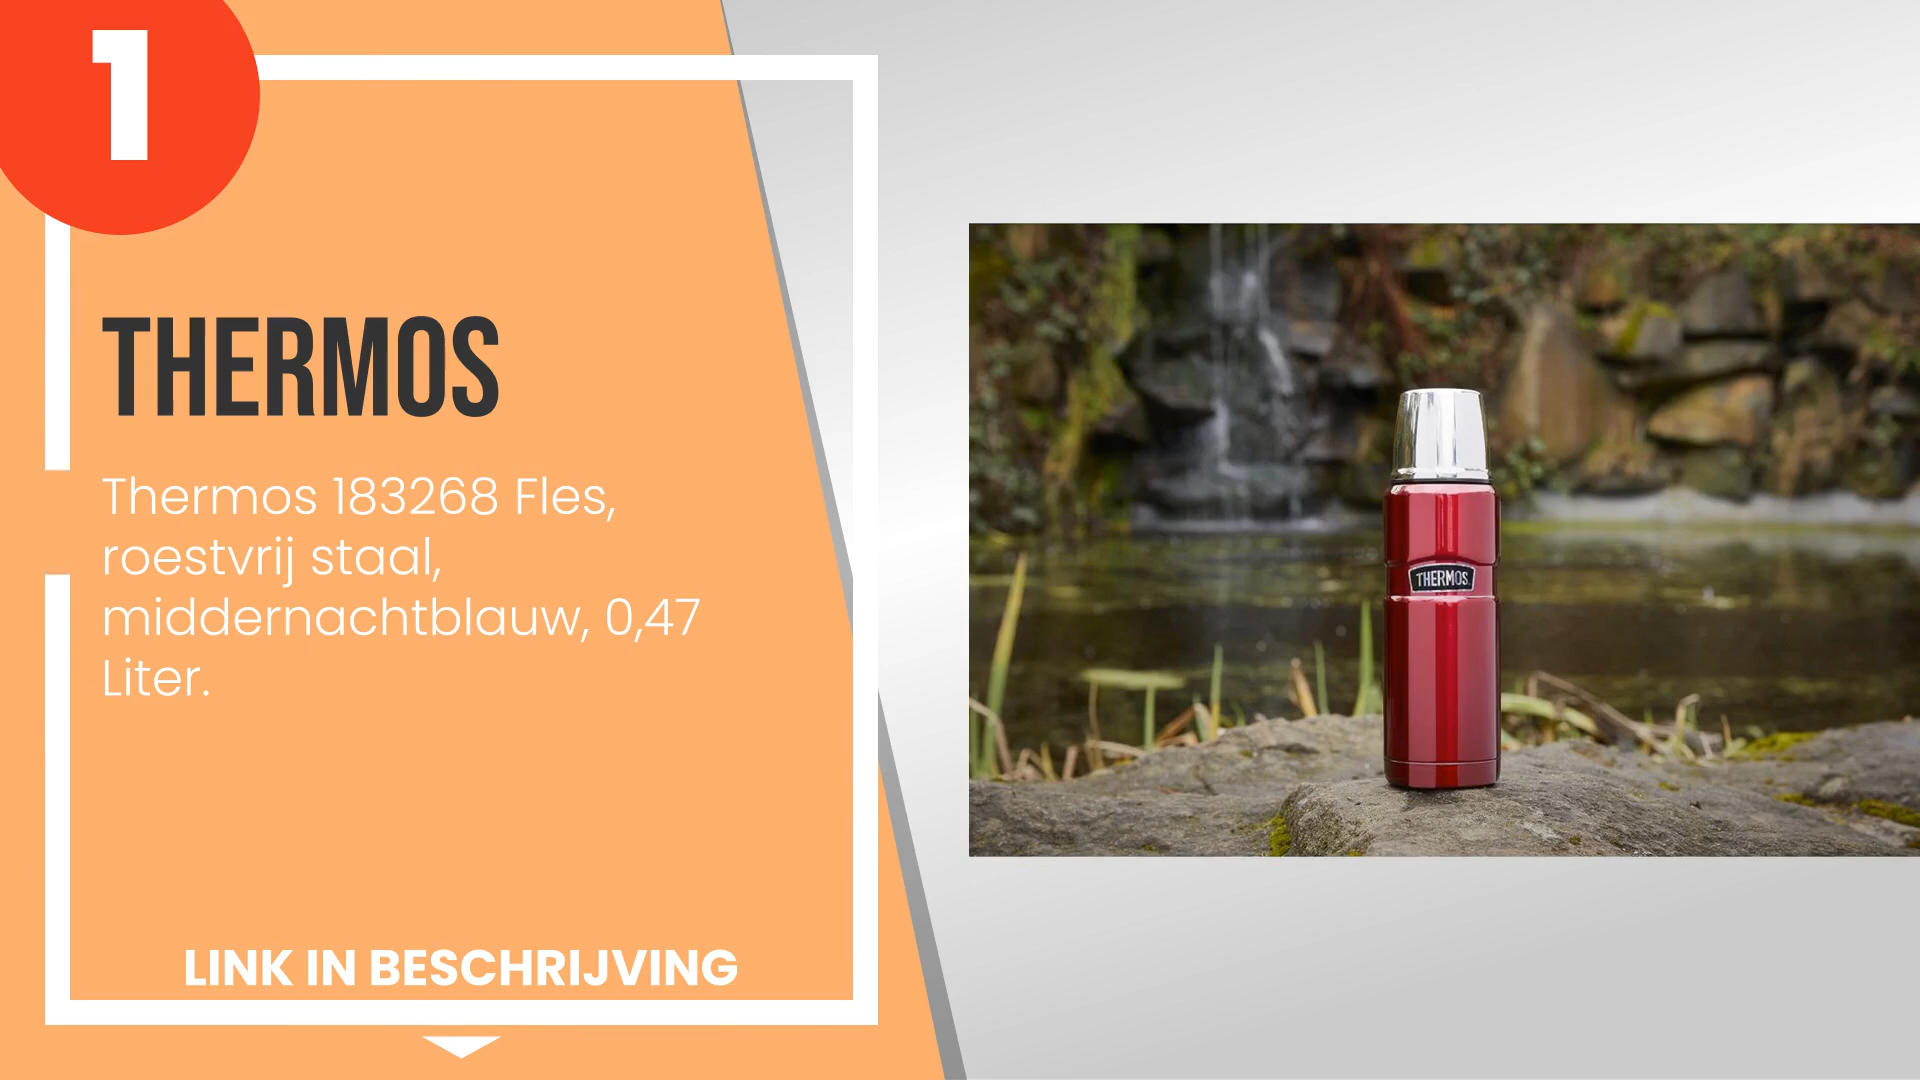 1
THERMOS
Thermos 183268 Fles,
roestvrij staal,
middernachtblauw, 0,47
Liter.
THERMOS
LINK IN BESCHRIJVING